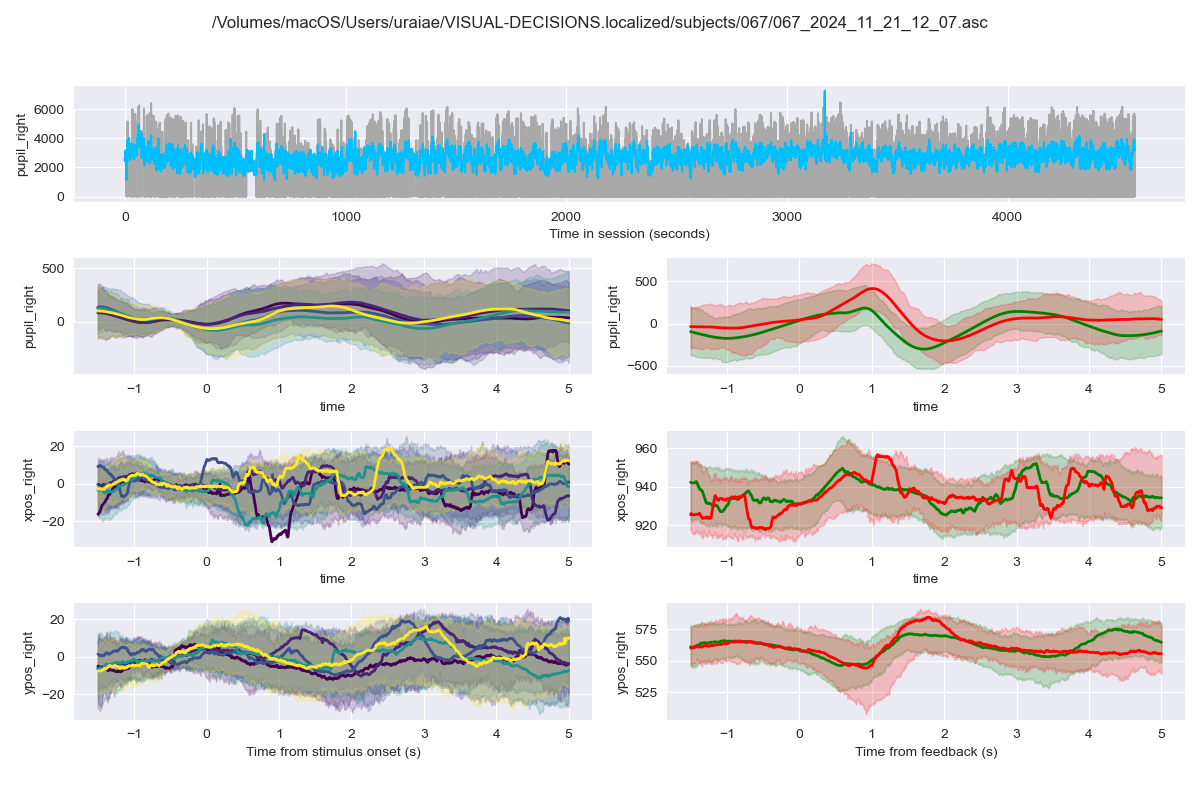 /Volumes/macOS/Users/uraiae/VISUAL-DECISIONS.localized/subjects/067/067_2024_11_21_12_07.asc
pupil_right
6000
4000
2000
0
0 1000 2000 3000 4000
Time in session (seconds)
pupil_right
500
0
−1 0 1 2 3 4 5
time
pupil_right
500
0
−500
−1 0 1 2 3 4 5
time
xpos_right
20
0
−20
−1 0 1 2 3 4 5
time
xpos_right
960
940
920
−1 0 1 2 3 4 5
time
ypos_right
20
0
−20
−1 0 1 2 3 4 5
Time from stimulus onset (s)
ypos_right
575
550
525
−1 0 1 2 3 4 5
Time from feedback (s)